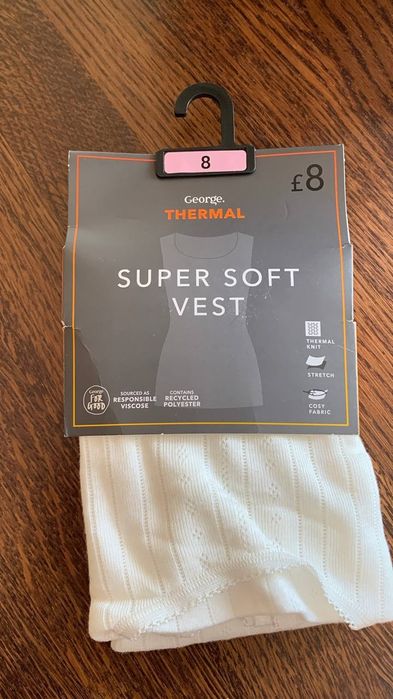 8
£8
George.
THERMAL
SUPER SOFT
VEST
THERMAL
KNIT
STRETCH
COSY
FABRIC
George
FOR
GOOD
SOURCED AS
RESPONSIBLE
VISCOSE
CONTAINS
RECYCLED
POLYESTER